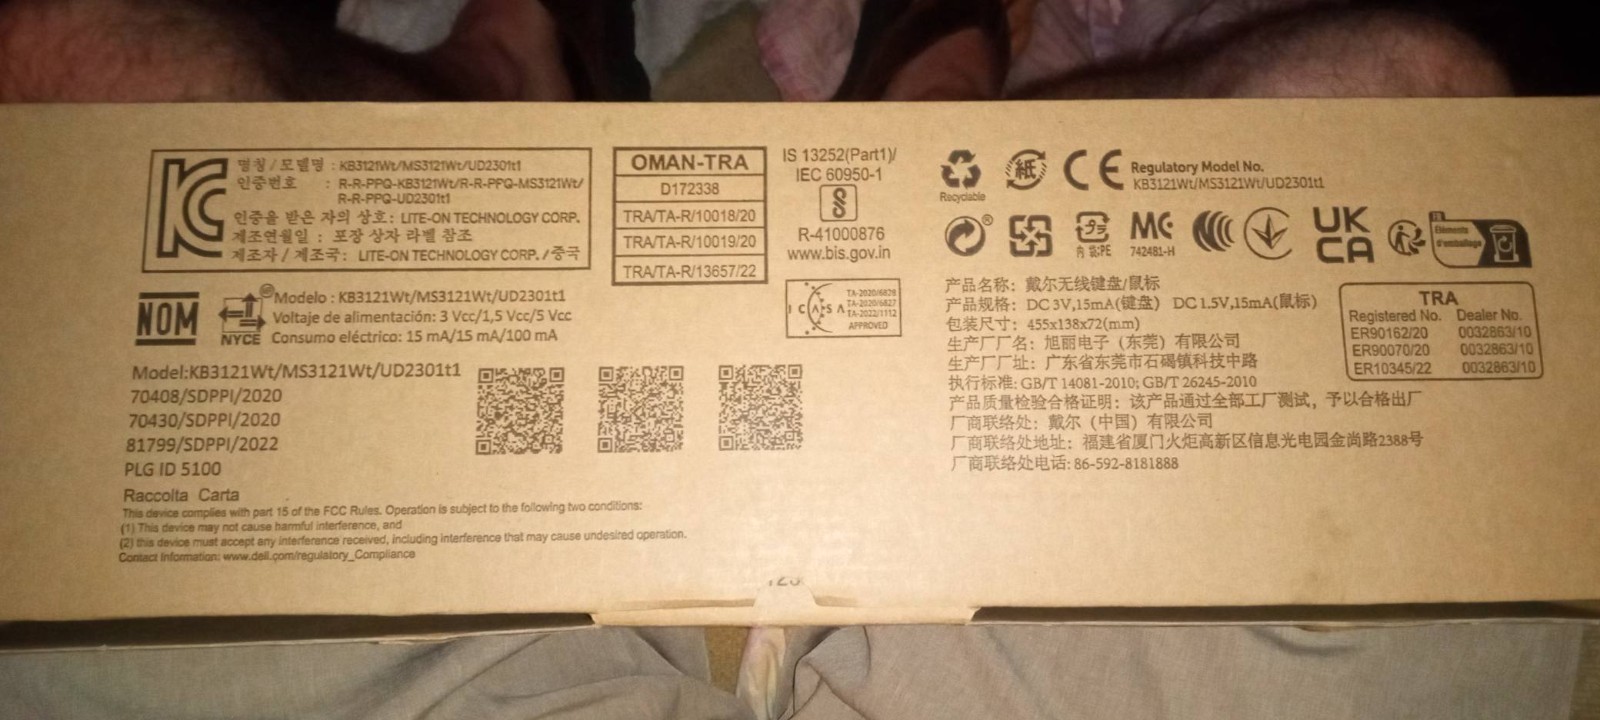 명칭 / 모델명 : KB3121Wt/MS3121Wt/UD2301t1
인증번호 : R-R-PPQ-KB3121Wt/R-R-PPQ-MS3121Wt/
R-R-PPQ-UD2301t1
인증을 받은 자의 상호: LITE-ON TECHNOLOGY CORP.
제조연월일 : 포장 상자 라벨 참조
제조자 / 제조국: LITE-ON TECHNOLOGY CORP. / 중국
NOM
NYCE
Modelo : KB3121Wt/MS3121Wt/UD2301t1
Voltaje de alimentación: 3 Vcc/1,5 Vcc/5 Vcc
Consumo eléctrico: 15 mA/15 mA/100 mA
Model:KB3121Wt/MS3121Wt/UD2301t1
70408/SDPPI/2020
70430/SDPPI/2020
81799/SDPPI/2022
PLG ID 5100
Raccolta Carta
This device complies with part 15 of the FCC Rules. Operation is subject to the following two conditions:
(1) This device may not cause harmful interference, and
(2) this device must accept any interference received, including interference that may cause undesired operation.
Contact Information: www.dell.com/regulatory_Compliance
OMAN-TRA
D172338
TRA/TA-R/10018/20
TRA/TA-R/10019/20
TRA/TA-R/13657/22
IS 13252(Part1)/
IEC 60950-1
R-41000876
www.bis.gov.in
ICASA
TA-2020/6828
TA-2020/6827
TA-2022/1112
APPROVED
Recyclable
紙
CE
Regulatory Model No.
KB3121Wt/MS3121Wt/UD2301t1
プラ
PE
742481-H
UK
CA
FR
Éléments
d'emballage
产品名称：戴尔无线键盘/鼠标
产品规格：DC 3V,15mA(键盘) DC 1.5V,15mA(鼠标)
包装尺寸：455x138x72(mm)
生产厂厂名：旭丽电子（东莞）有限公司
生产厂厂址：广东省东莞市石碣镇科技中路
执行标准: GB/T 14081-2010; GB/T 26245-2010
产品质量检验合格证明：该产品通过全部工厂测试，予以合格出厂
厂商联络处：戴尔（中国）有限公司
厂商联络处地址：福建省厦门火炬高新区信息光电园金尚路2388号
厂商联络处电话: 86-592-8181888
TRA
Registered No. Dealer No.
ER90162/20 0032863/10
ER90070/20 0032863/10
ER10345/22 0032863/10